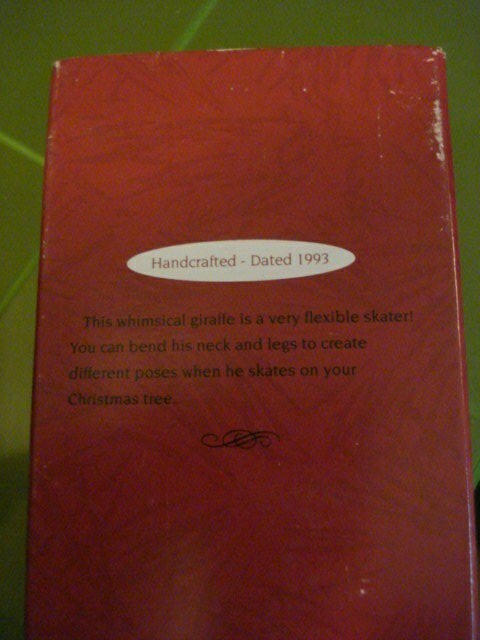 Handcrafted - Dated 1993
This whimsical giraffe is a very flexible skater!
You can bend his neck and legs to create
different poses when he skates on your
Christmas tree.